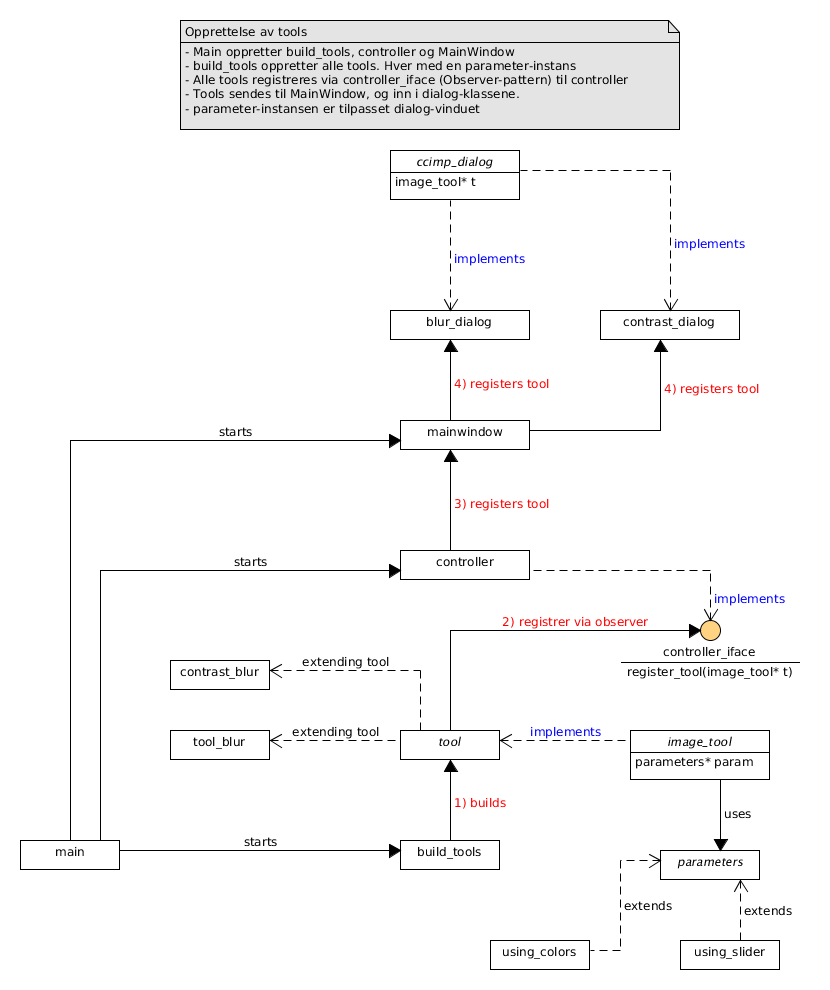 Opprettelse av tools
- Main oppretter build_tools, controller og MainWindow
- build_tools oppretter alle tools. Hver med en parameter-instans
- Alle tools registreres via controller_iface (Observer-pattern) til controller
- Tools sendes til MainWindow, og inn i dialog-klassene.
- parameter-instansen er tilpasset dialog-vinduet
ccimp_dialog
image_tool* t
implements
implements
blur_dialog
contrast_dialog
4) registers tool
4) registers tool
starts
mainwindow
3) registers tool
starts
controller
implements
2) registrer via observer
controller_iface
register_tool(image_tool* t)
contrast_blur
extending tool
tool_blur
extending tool
tool
implements
image_tool
parameters* param
1) builds
uses
main
starts
build_tools
parameters
extends
extends
using_colors
using_slider